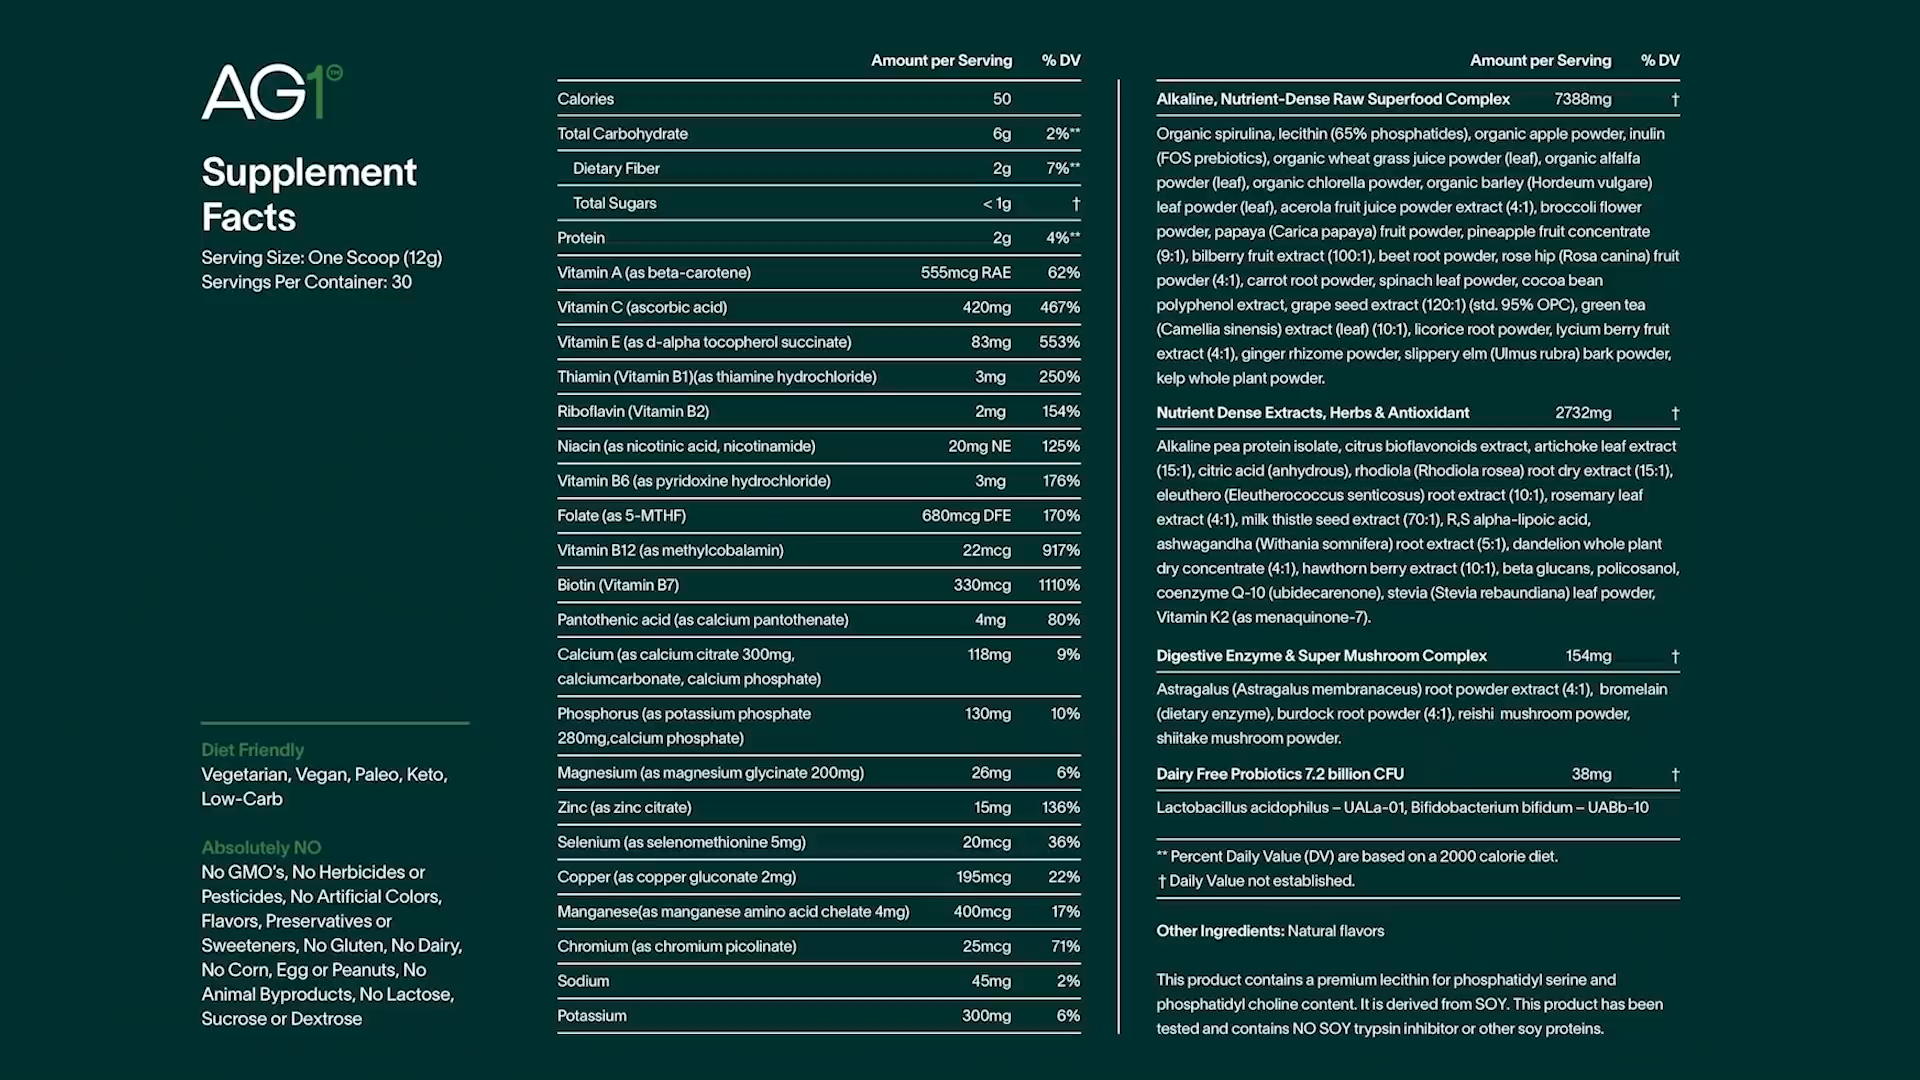 AG1™
Supplement
Facts
Serving Size: One Scoop (12g)
Servings Per Container: 30
Diet Friendly
Vegetarian, Vegan, Paleo, Keto,
Low-Carb
Absolutely NO
No GMO's, No Herbicides or
Pesticides, No Artificial Colors,
Flavors, Preservatives or
Sweeteners, No Gluten, No Dairy,
No Corn, Egg or Peanuts, No
Animal Byproducts, No Lactose,
Sucrose or Dextrose
Amount per Serving % DV
Calories 50
Total Carbohydrate 6g 2%**
Dietary Fiber 2g 7%**
Total Sugars < 1g †
Protein 2g 4%**
Vitamin A (as beta-carotene) 555mcg RAE 62%
Vitamin C (ascorbic acid) 420mg 467%
Vitamin E (as d-alpha tocopherol succinate) 83mg 553%
Thiamin (Vitamin B1)(as thiamine hydrochloride) 3mg 250%
Riboflavin (Vitamin B2) 2mg 154%
Niacin (as nicotinic acid, nicotinamide) 20mg NE 125%
Vitamin B6 (as pyridoxine hydrochloride) 3mg 176%
Folate (as 5-MTHF) 680mcg DFE 170%
Vitamin B12 (as methylcobalamin) 22mcg 917%
Biotin (Vitamin B7) 330mcg 1110%
Pantothenic acid (as calcium pantothenate) 4mg 80%
Calcium (as calcium citrate 300mg, 118mg 9%
calciumcarbonate, calcium phosphate)
Phosphorus (as potassium phosphate 130mg 10%
280mg,calcium phosphate)
Magnesium (as magnesium glycinate 200mg) 26mg 6%
Zinc (as zinc citrate) 15mg 136%
Selenium (as selenomethionine 5mg) 20mcg 36%
Copper (as copper gluconate 2mg) 195mcg 22%
Manganese(as manganese amino acid chelate 4mg) 400mcg 17%
Chromium (as chromium picolinate) 25mcg 71%
Sodium 45mg 2%
Potassium 300mg 6%
Amount per Serving % DV
Alkaline, Nutrient-Dense Raw Superfood Complex 7388mg †
Organic spirulina, lecithin (65% phosphatides), organic apple powder, inulin
(FOS prebiotics), organic wheat grass juice powder (leaf), organic alfalfa
powder (leaf), organic chlorella powder, organic barley (Hordeum vulgare)
leaf powder (leaf), acerola fruit juice powder extract (4:1), broccoli flower
powder, papaya (Carica papaya) fruit powder, pineapple fruit concentrate
(9:1), bilberry fruit extract (100:1), beet root powder, rose hip (Rosa canina) fruit
powder (4:1), carrot root powder, spinach leaf powder, cocoa bean
polyphenol extract, grape seed extract (120:1) (std. 95% OPC), green tea
(Camellia sinensis) extract (leaf) (10:1), licorice root powder, lycium berry fruit
extract (4:1), ginger rhizome powder, slippery elm (Ulmus rubra) bark powder,
kelp whole plant powder.
Nutrient Dense Extracts, Herbs & Antioxidant 2732mg †
Alkaline pea protein isolate, citrus bioflavonoids extract, artichoke leaf extract
(15:1), citric acid (anhydrous), rhodiola (Rhodiola rosea) root dry extract (15:1),
eleuthero (Eleutherococcus senticosus) root extract (10:1), rosemary leaf
extract (4:1), milk thistle seed extract (70:1), R,S alpha-lipoic acid,
ashwagandha (Withania somnifera) root extract (5:1), dandelion whole plant
dry concentrate (4:1), hawthorn berry extract (10:1), beta glucans, policosanol,
coenzyme Q-10 (ubidecarenone), stevia (Stevia rebaundiana) leaf powder,
Vitamin K2 (as menaquinone-7).
Digestive Enzyme & Super Mushroom Complex 154mg †
Astragalus (Astragalus membranaceus) root powder extract (4:1), bromelain
(dietary enzyme), burdock root powder (4:1), reishi mushroom powder,
shiitake mushroom powder.
Dairy Free Probiotics 7.2 billion CFU 38mg †
Lactobacillus acidophilus – UALa-01, Bifidobacterium bifidum – UABb-10
** Percent Daily Value (DV) are based on a 2000 calorie diet.
† Daily Value not established.
Other Ingredients: Natural flavors
This product contains a premium lecithin for phosphatidyl serine and
phosphatidyl choline content. It is derived from SOY. This product has been
tested and contains NO SOY trypsin inhibitor or other soy proteins.